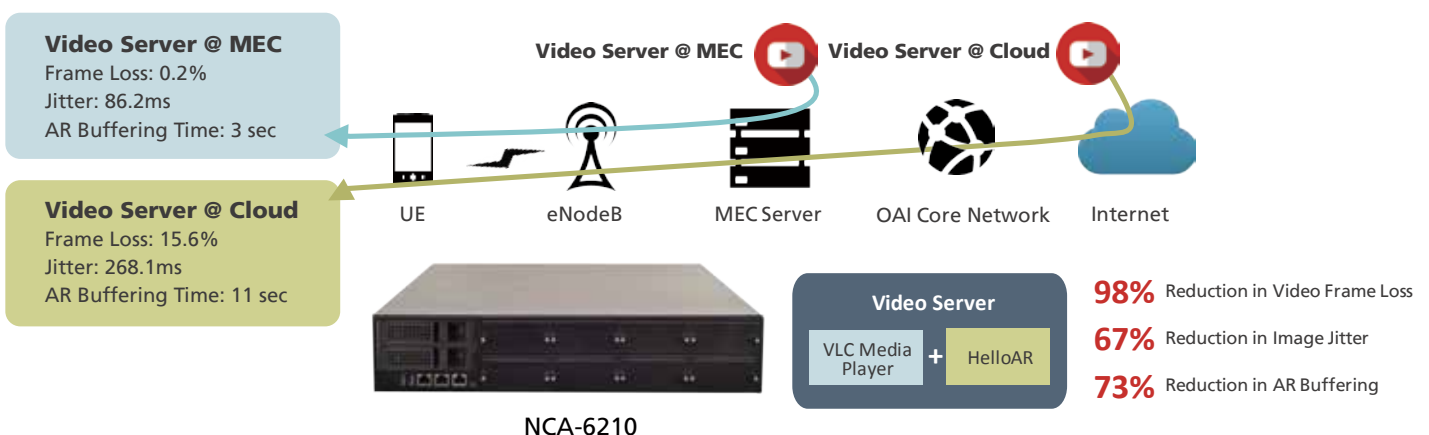 Video Server @ MEC
Frame Loss: 0.2%
Jitter: 86.2ms
AR Buffering Time: 3 sec
Video Server @ Cloud
Frame Loss: 15.6%
Jitter: 268.1ms
AR Buffering Time: 11 sec
Video Server @ MEC
Video Server @ Cloud
UE
eNodeB
MEC Server
OAI Core Network
Internet
NCA-6210
Video Server
VLC Media
Player
+
HelloAR
98% Reduction in Video Frame Loss
67% Reduction in Image Jitter
73% Reduction in AR Buffering